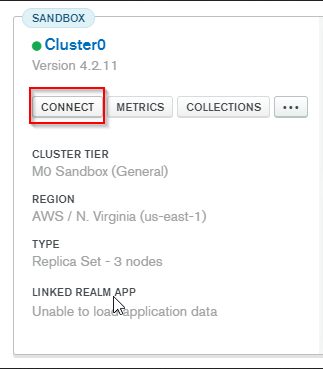 SANDBOX
Cluster0
Version 4.2.11
CONNECT METRICS COLLECTIONS ...
CLUSTER TIER
M0 Sandbox (General)
REGION
AWS / N. Virginia (us-east-1)
TYPE
Replica Set - 3 nodes
LINKED REALM APP
Unable to load application data